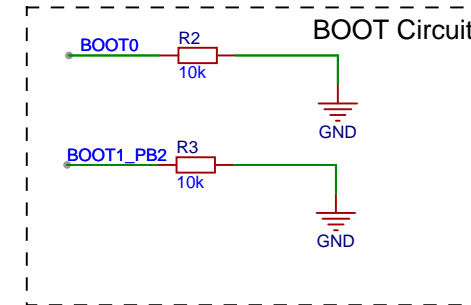 BOOT Circuit
BOOT0
R2
10k
GND
BOOT1_PB2
R3
10k
GND